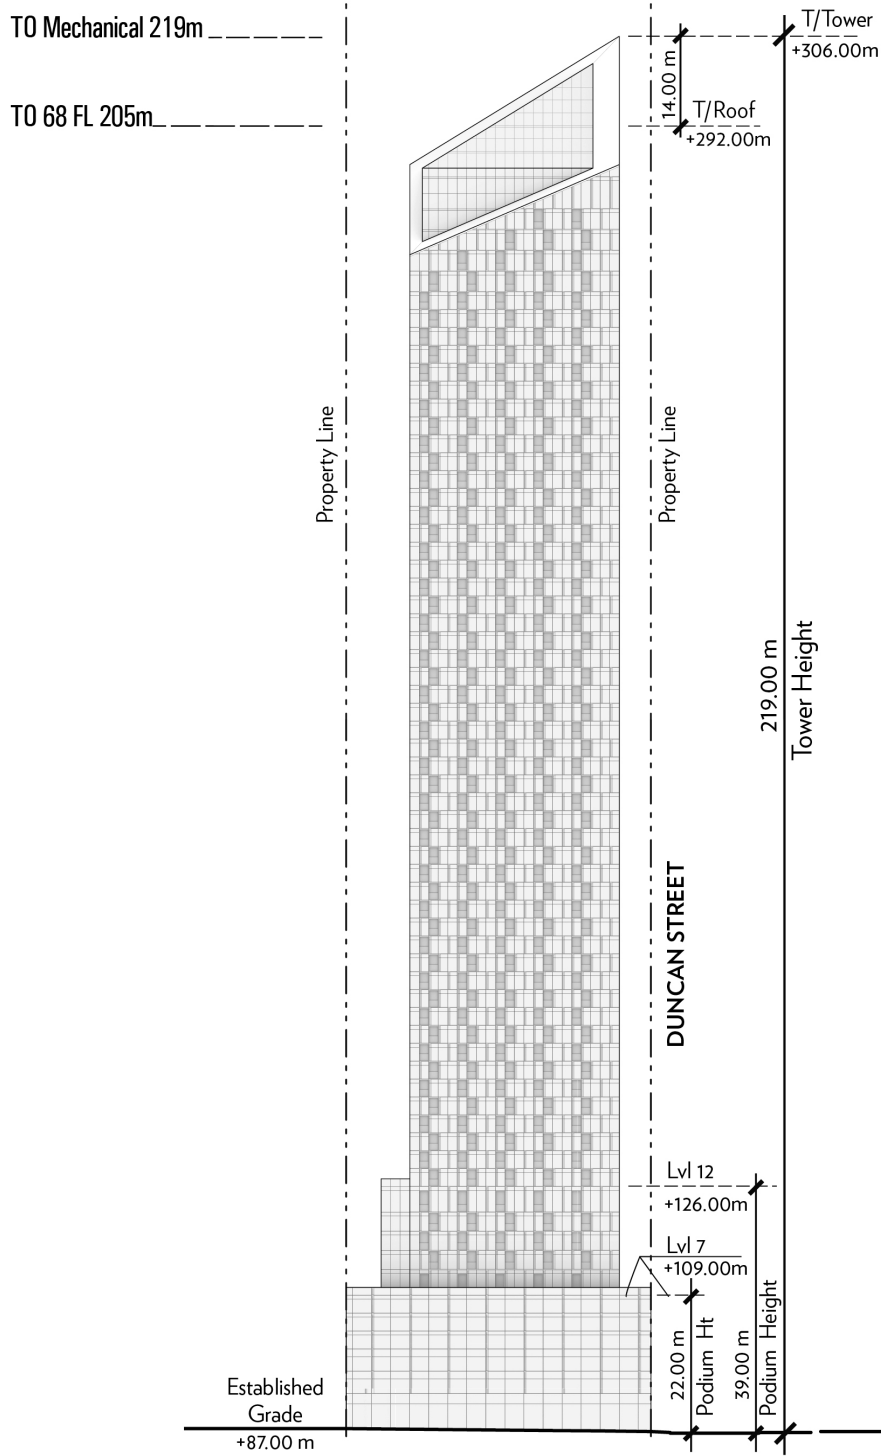 TO Mechanical 219m
T/Tower
+306.00m
14.00 m
TO 68 FL 205m
T/Roof
+292.00m
Property Line
Property Line
219.00 m
Tower Height
DUNCAN STREET
Lvl 12
+126.00m
Lvl 7
+109.00m
22.00 m
Podium Ht
39.00 m
Podium Height
Established
Grade
+87.00 m